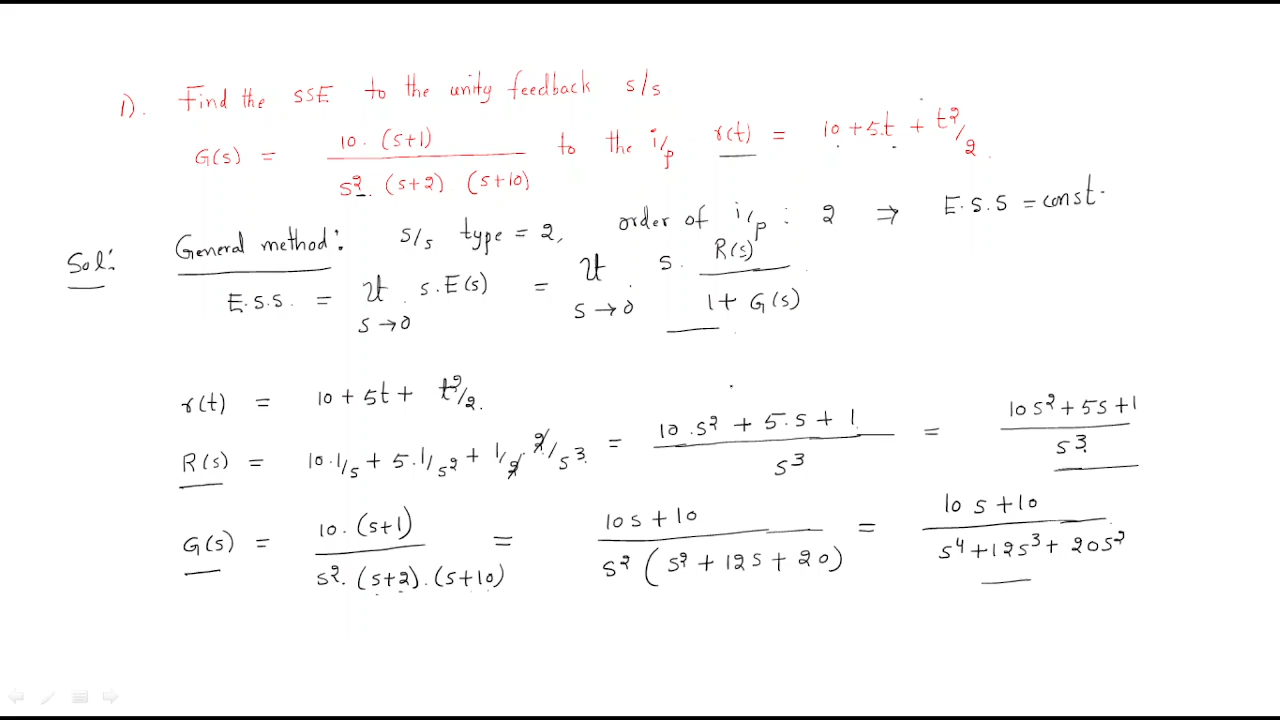 1). Find the SSE to the unity feedback s/s
G(s) = 10. (s+1) / s². (s+2) (s+10) to the i/p r(t) = 10 + 5.t + t²/2.
Sol: General method: s/s type = 2, order of i/p : 2 ⇒ E.S.S = const.
E.S.S. = lt s→0 s.E(s) = lt s→0 s. R(s) / 1 + G(s)
r(t) = 10 + 5t + t²/2.
R(s) = 10.1/s + 5.1/s² + 1/2. 2/s³ = 10.s² + 5.s + 1 / s³ = 10s² + 5s + 1 / s³
G(s) = 10. (s+1) / s². (s+2). (s+10) = 10s + 10 / s² (s² + 12s + 20) = 10s + 10 / s⁴ + 12s³ + 20s²